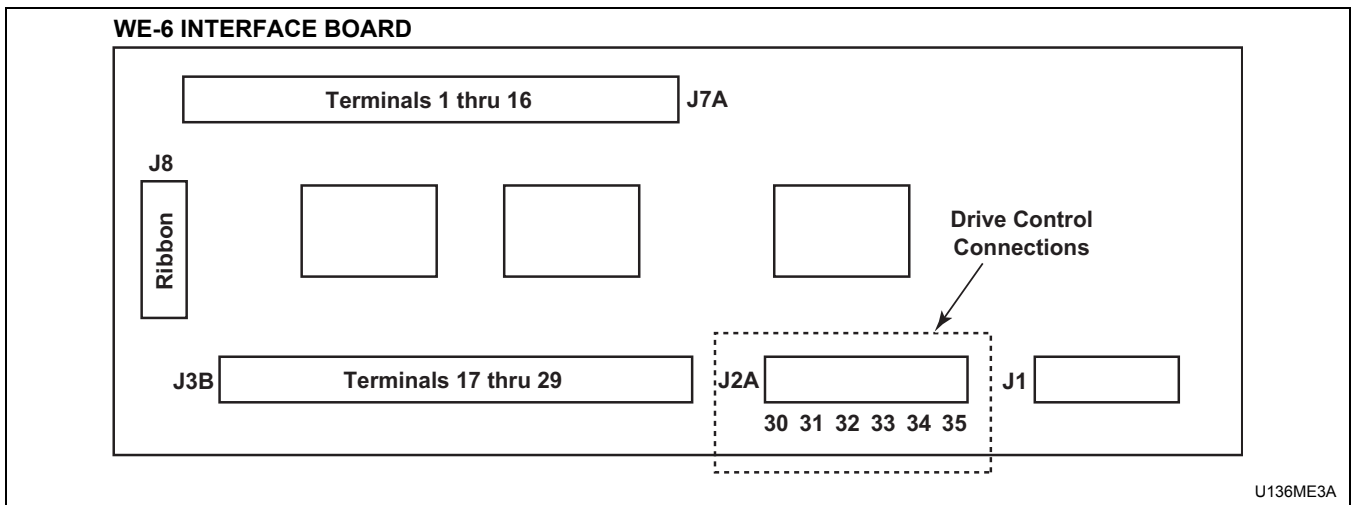 WE-6 INTERFACE BOARD
Terminals 1 thru 16
J7A
J8
Ribbon
Drive Control
Connections
J3B
Terminals 17 thru 29
J2A
J1
30 31 32 33 34 35
U136ME3A